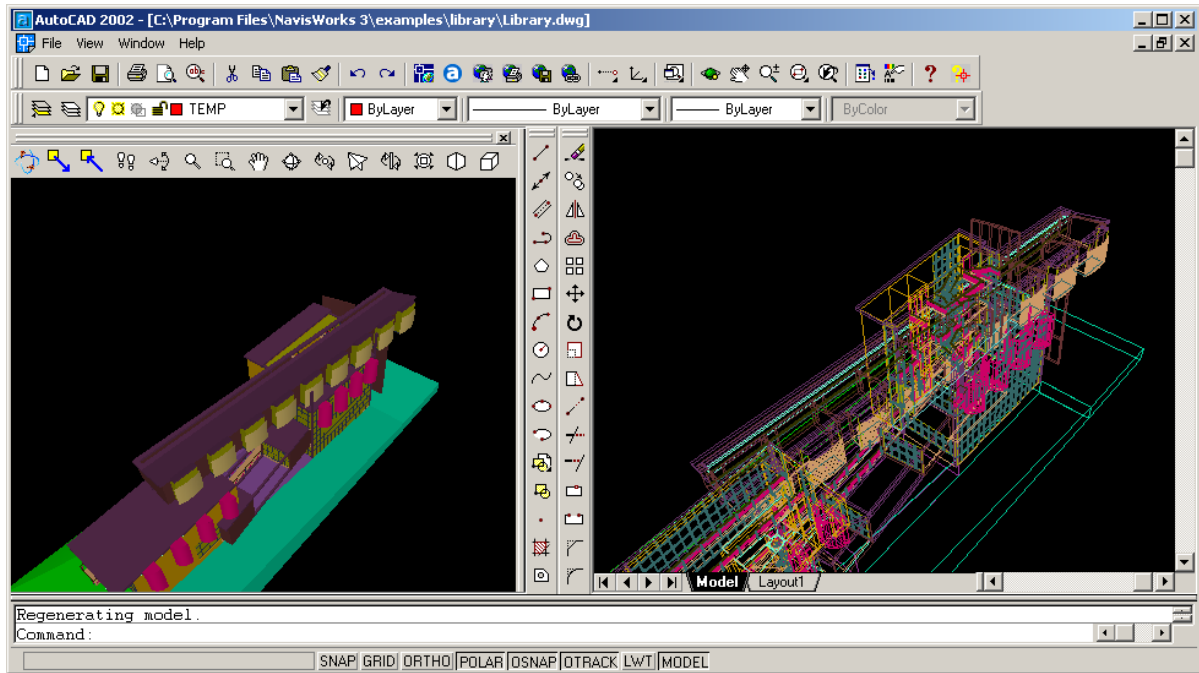 AutoCAD 2002 - [C:\Program Files\NavisWorks 3\examples\library\Library.dwg]
File View Window Help
TEMP ByLayer ByLayer ByLayer ByColor
Model Layout1
Regenerating model.
Command:
SNAP GRID ORTHO POLAR OSNAP OTRACK LWT MODEL